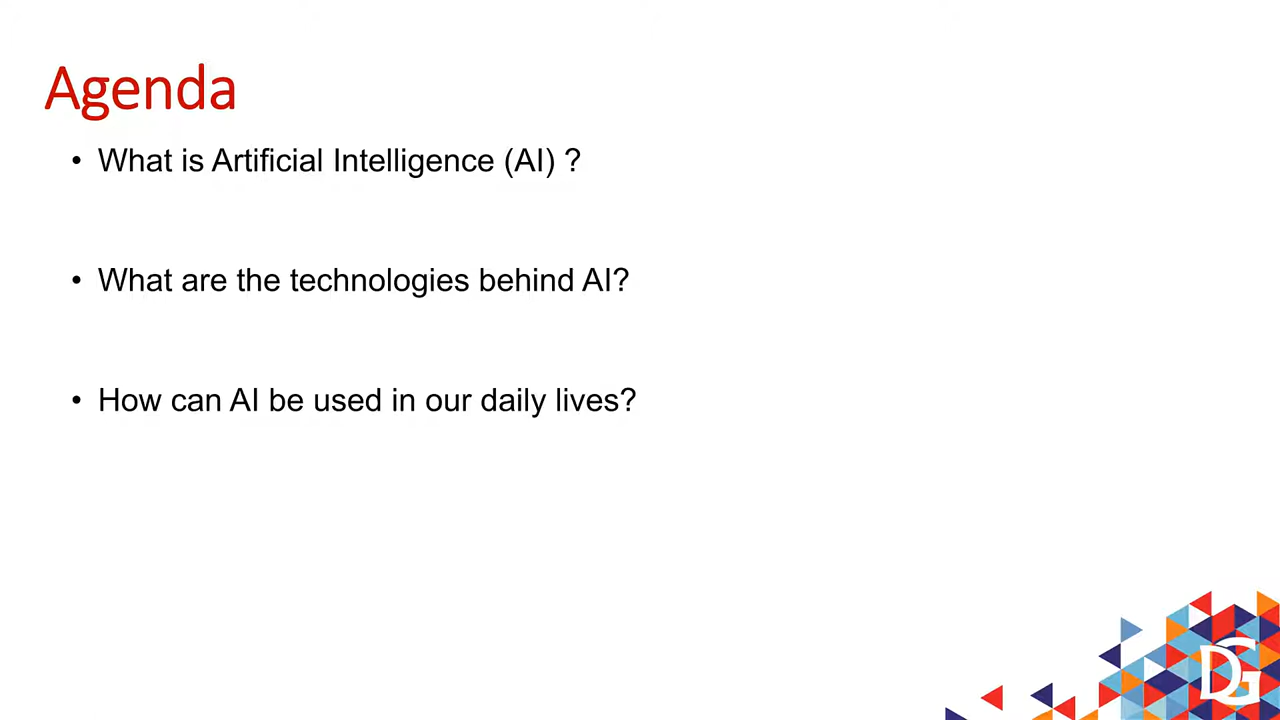 Agenda
• What is Artificial Intelligence (AI) ?
• What are the technologies behind AI?
• How can AI be used in our daily lives?
DG